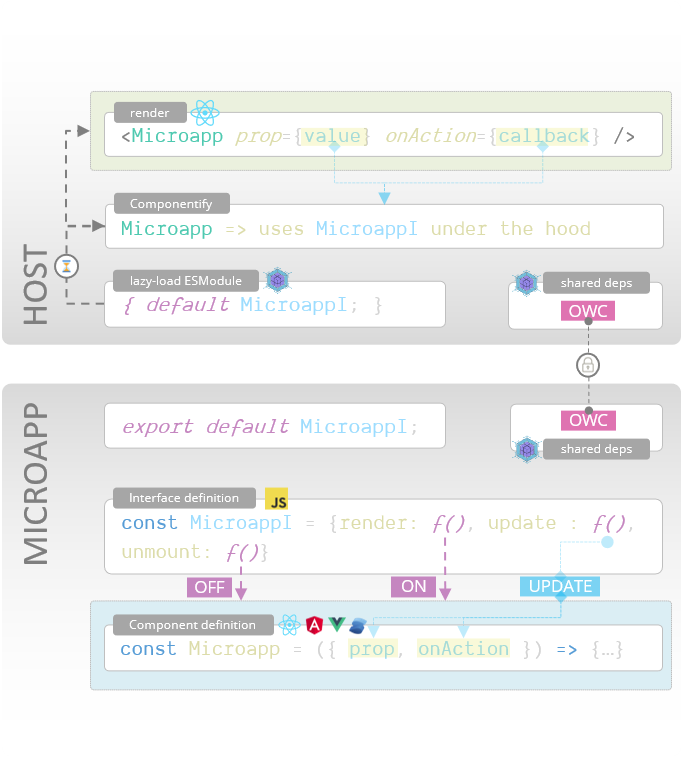 render
<Microapp prop={value} onAction={callback} />
Componentify
Microapp => uses MicroappI under the hood
HOST
lazy-load ESModule
{ default MicroappI; }
shared deps
OWC
MICROAPP
export default MicroappI;
OWC
shared deps
Interface definition
JS
const MicroappI = {render: f(), update : f(),
unmount: f()}
OFF
ON
UPDATE
Component definition
const Microapp = ({ prop, onAction }) => {…}